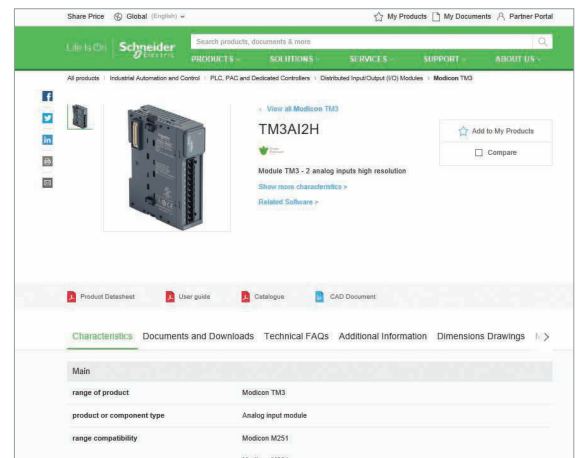 Share Price Global (English) My Products My Documents Partner Portal
Life Is On Schneider Electric
Search products, documents & more
PRODUCTS SOLUTIONS SERVICES SUPPORT ABOUT US
All products Industrial Automation and Control PLC, PAC and Dedicated Controllers Distributed Input/Output (I/O) Modules Modicon TM3
View all Modicon TM3
TM3AI2H
Add to My Products
Compare
Module TM3 - 2 analog inputs high resolution
Show more characteristics >
Related Software >
Product Datasheet User guide Catalogue CAD Document
Characteristics Documents and Downloads Technical FAQs Additional Information Dimensions Drawings
Main
range of product Modicon TM3
product or component type Analog input module
range compatibility Modicon M251